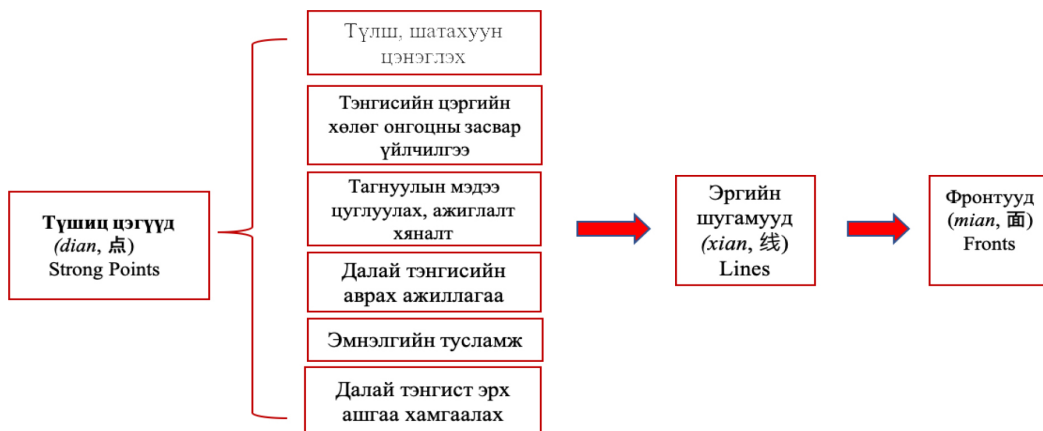 Түшиц цэгүүд
(dian, 点)
Strong Points
Түлш, шатахуун
цэнэглэх
Тэнгисийн цэргийн
хөлөг онгоцны засвар
үйлчилгээ
Тагнуулын мэдээ
цуглуулах, ажиглалт
хяналт
Далай тэнгисийн
аврах ажиллагаа
Эмнэлгийн тусламж
Далай тэнгист эрх
ашгаа хамгаалах
Эргийн
шугамууд
(xian, 线)
Lines
Фронтууд
(mian, 面)
Fronts